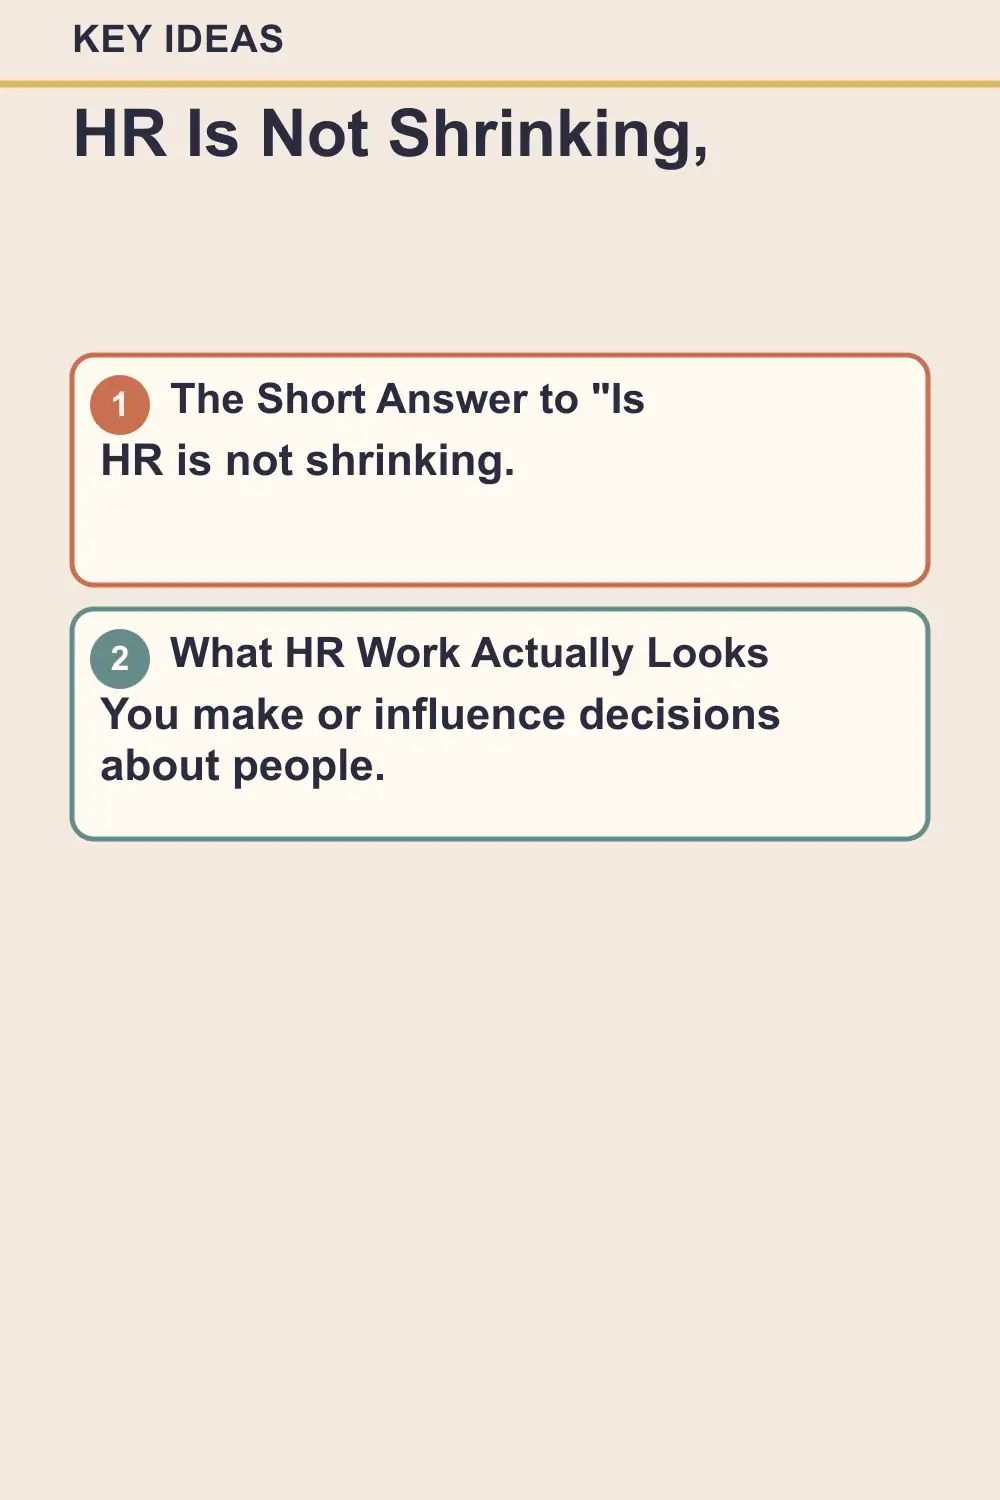 KEY IDEAS
HR Is Not Shrinking,
1 The Short Answer to "Is
HR is not shrinking.
2 What HR Work Actually Looks
You make or influence decisions
about people.